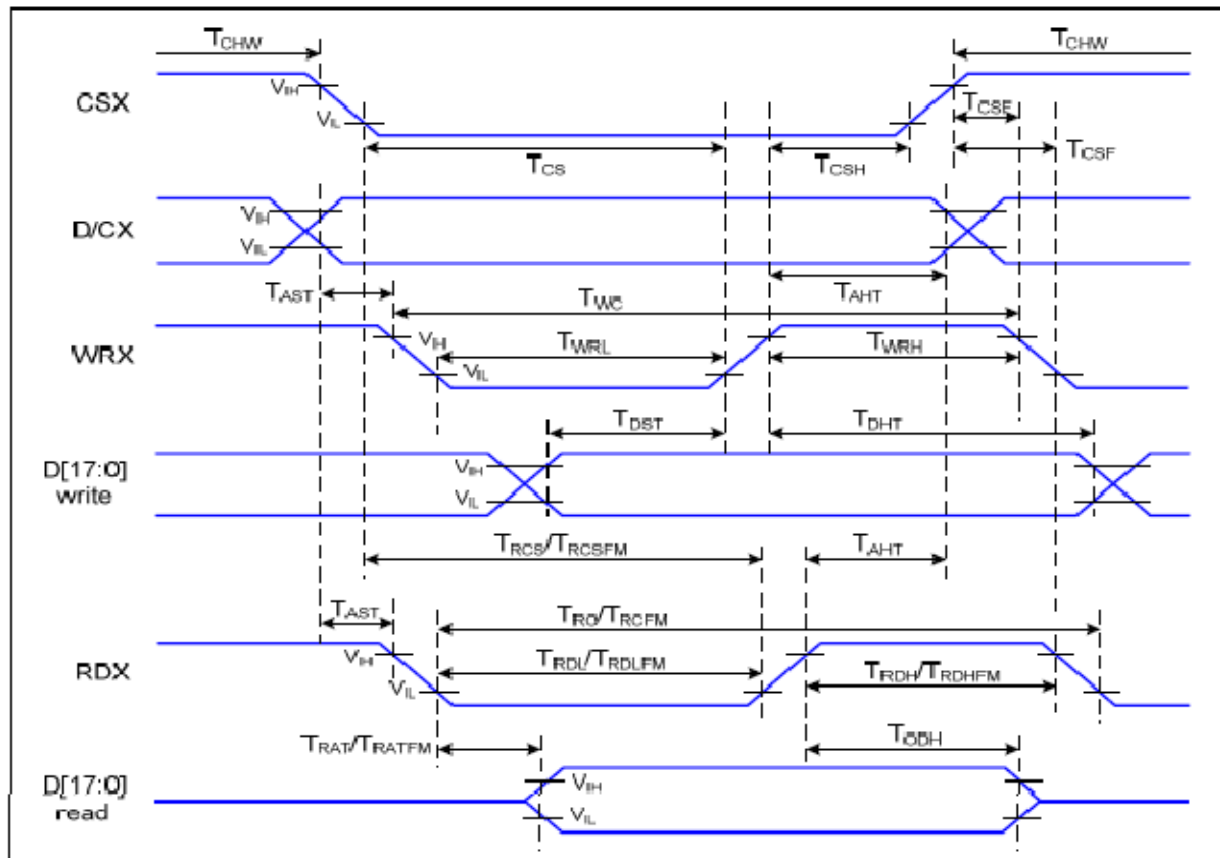 TCHW TCHW
CSX VIH
TCSF
VIL
TCS TCSH TCSF
D/CX VIH
VIL
TAST TWC TAHT
WRX VIH TWRL TWRH
VIL
TDST TDHT
D[17:0] VIH
write VIL
TRCS/TRCSFM TAHT
TAST TRC/TRCFM
RDX VIH TRDL/TRDLFM TRDH/TRDHFM
VIL
TRAT/TRATFM TODH
D[17:0] VIH
read VIL